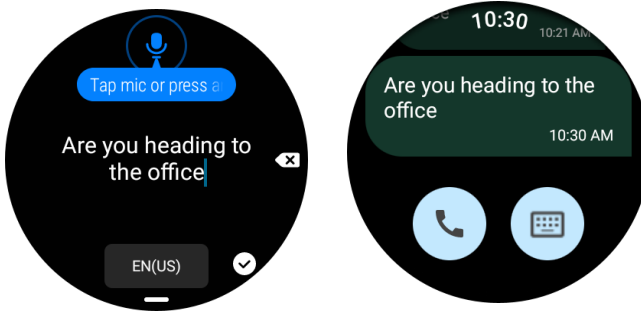 Tap mic or press a
Are you heading to
the office
EN(US)
10:30
10:21 AM
Are you heading to the
office
10:30 AM